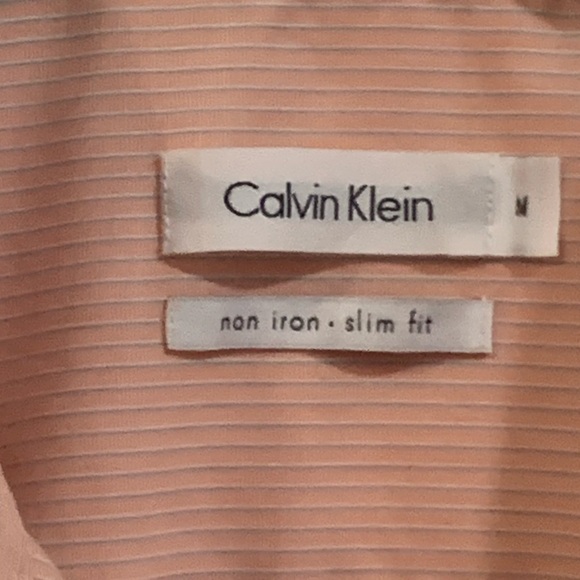 Calvin Klein M
non iron · slim fit